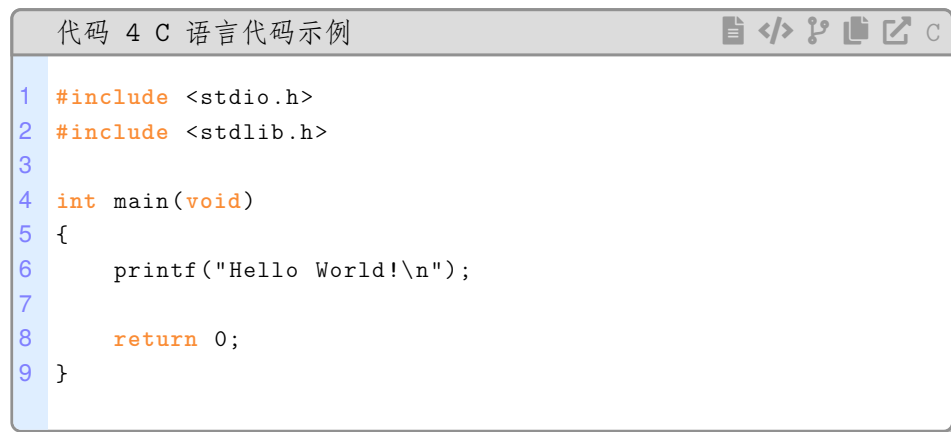 代码 4 C 语言代码示例 </> C
1 #include <stdio.h>
2 #include <stdlib.h>
3
4 int main(void)
5 {
6     printf("Hello World!\n");
7
8     return 0;
9 }